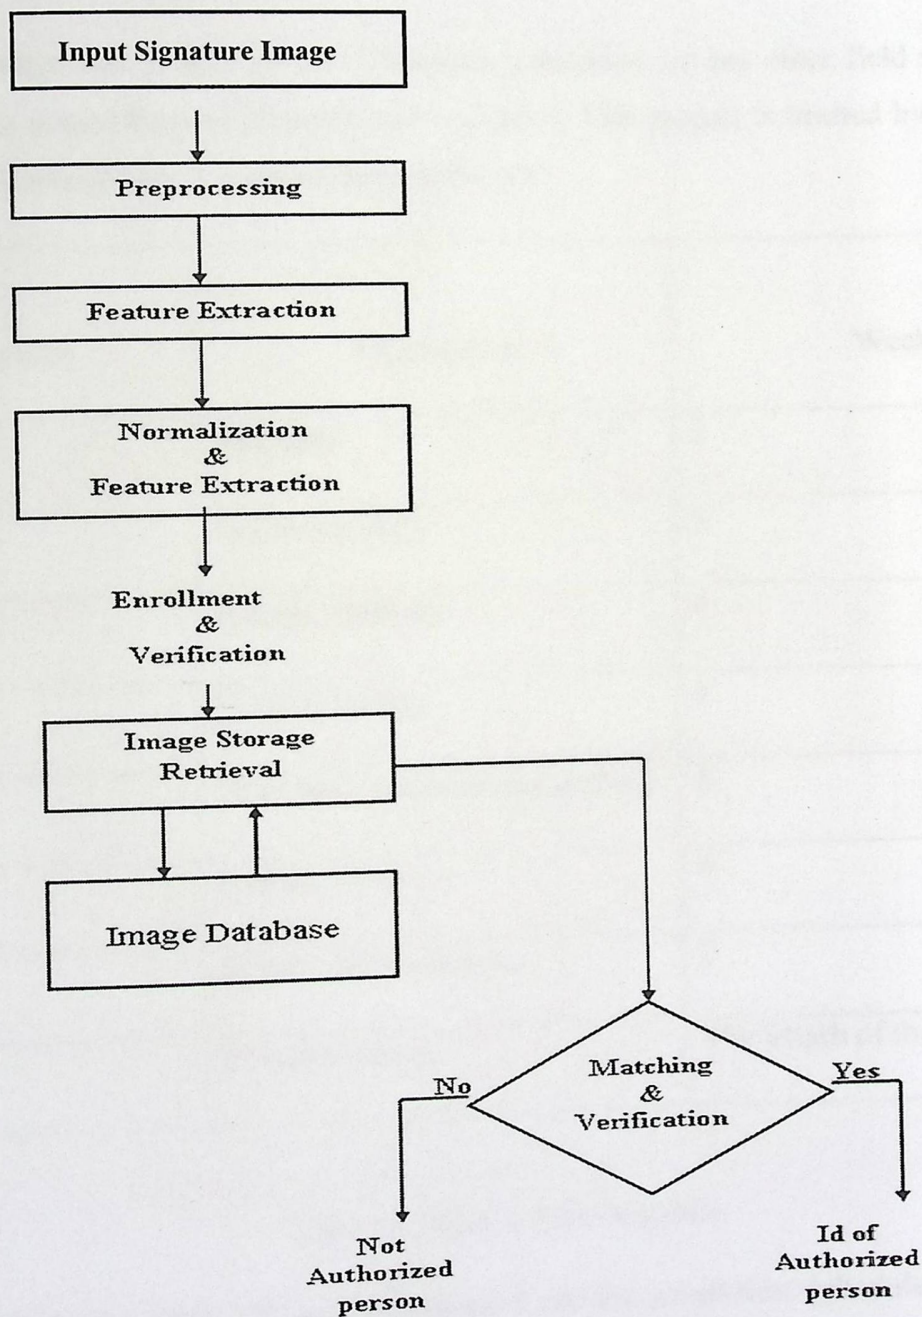 Input Signature Image
Preprocessing
Feature Extraction
Normalization
&
Feature Extraction
Enrollment
&
Verification
Image Storage
Retrieval
Image Database
Matching
&
Verification
No
Yes
Not
Authorized
person
Id of
Authorized
person